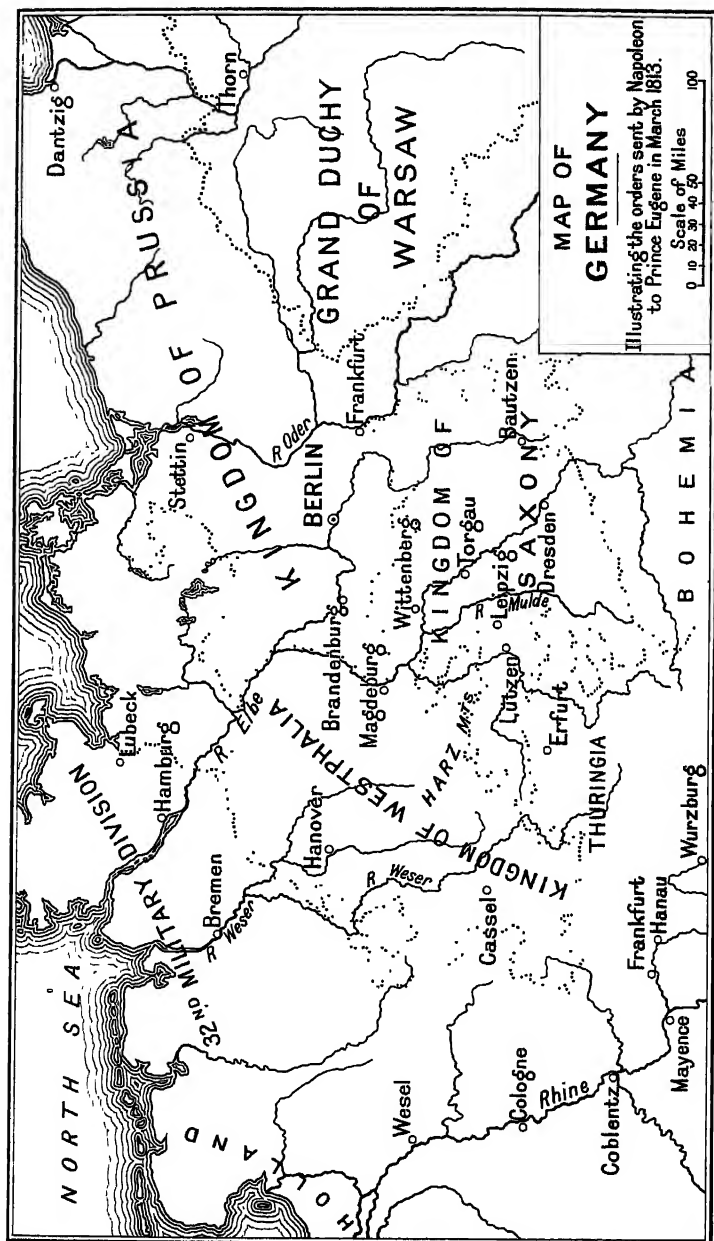 MAP OF
GERMANY
Illustrating the orders sent by Napoleon
to Prince Eugene in March 1813.
Scale of Miles
0 10 20 30 40 50 100
NORTH SEA
HOLLAND
32ND MILITARY DIVISION
KINGDOM OF PRUSSIA
GRAND DUCHY
OF
WARSAW
KINGDOM OF WESTPHALIA
KINGDOM OF
SAXONY
BOHEMIA
THURINGIA
HARZ MTS
Dantzig
Thorn
Stettin
R Oder
Frankfurt
BERLIN
Lubeck
Hamburg
R. Elbe
Bremen
R Weser
Hanover
R Weser
Brandenburg
Magdeburg
Wittenberg
Torgau
Leipzig
R Mulde
Lützen
Dresden
Bautzen
Erfurt
Cassel
Wesel
Cologne
Rhine
Coblentz
Mayence
Frankfurt
Hanau
Wurzburg